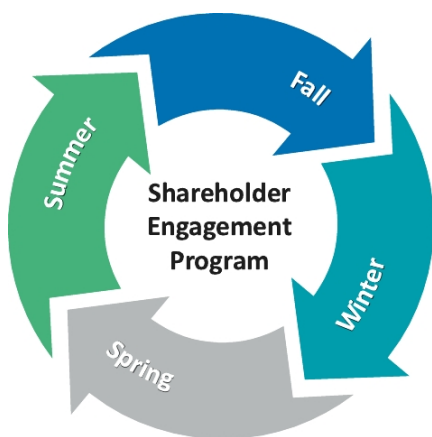 Fall
Summer
Shareholder
Engagement
Program
Winter
Spring